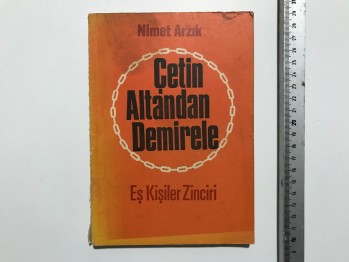 Nimet Arzık
Çetin
Altandan
Demirele
Eş Kişiler Zinciri